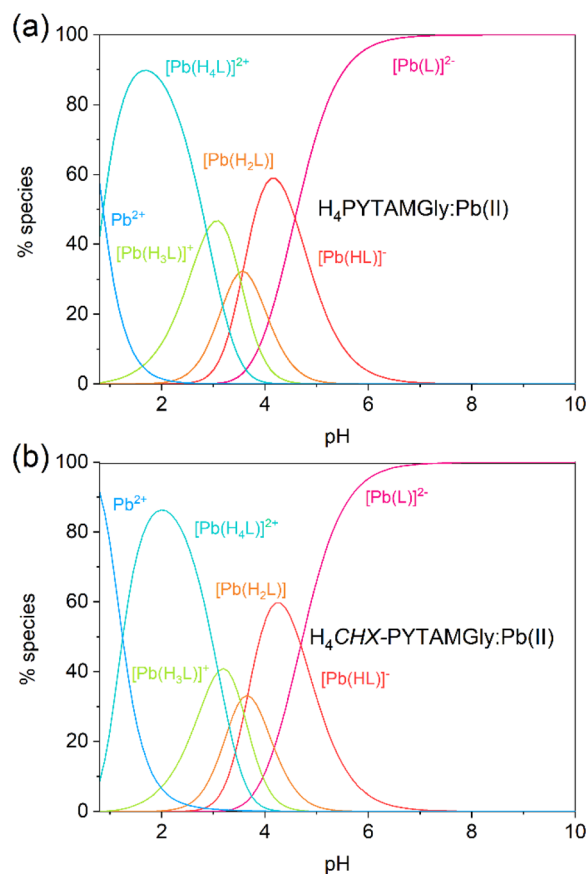 (a)
100
80
60
40
20
0
% species
[Pb(H₄L)]²⁺
[Pb(L)]²⁻
[Pb(H₂L)]
Pb²⁺
H₄PYTAMGly:Pb(II)
[Pb(H₃L)]⁺
[Pb(HL)]⁻
2 4 6 8 10
pH
(b)
100
80
60
40
20
0
% species
Pb²⁺
[Pb(L)]²⁻
[Pb(H₄L)]²⁺
[Pb(H₂L)]
H₄CHX-PYTAMGly:Pb(II)
[Pb(H₃L)]⁺
[Pb(HL)]⁻
2 4 6 8 10
pH